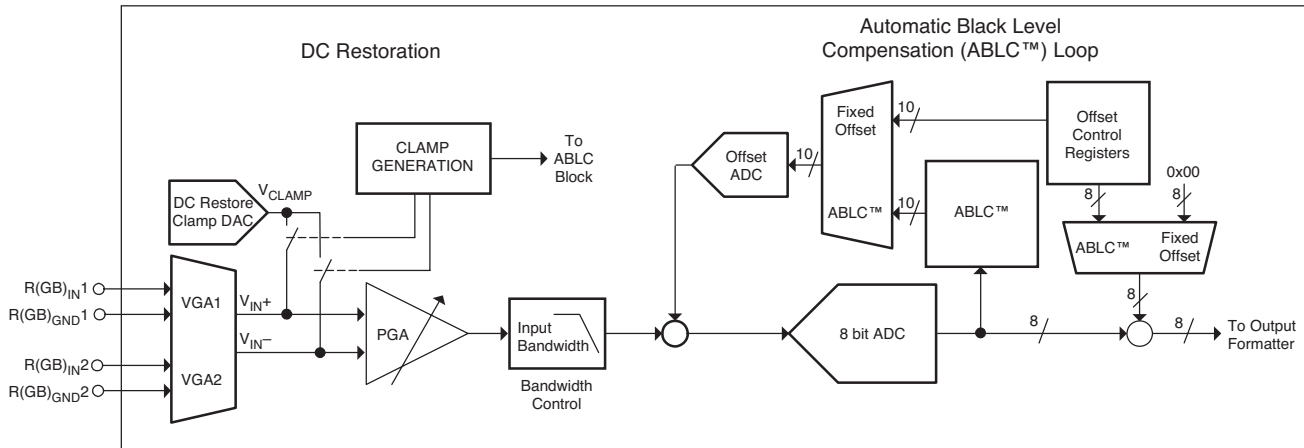 DC Restoration
Automatic Black Level
Compensation (ABLC™) Loop
CLAMP
GENERATION
To
ABLC
Block
DC Restore
Clamp DAC
VCLAMP
Offset
ADC
10
Fixed
Offset
ABLC™
10
10
ABLC™
Offset
Control
Registers
8
0x00
8
ABLC™
Fixed
Offset
8
R(GB)IN1
R(GB)GND1
R(GB)IN2
R(GB)GND2
VGA1
VGA2
VIN+
VIN−
PGA
Input
Bandwidth
Bandwidth
Control
8 bit ADC
8
8
To Output
Formatter